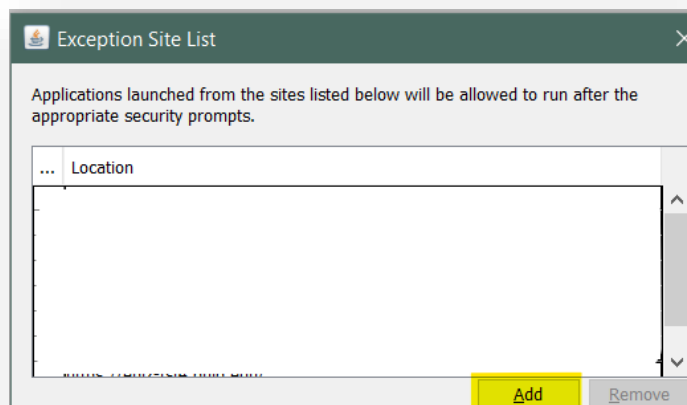 Exception Site List
Applications launched from the sites listed below will be allowed to run after the
appropriate security prompts.
... Location
Add Remove